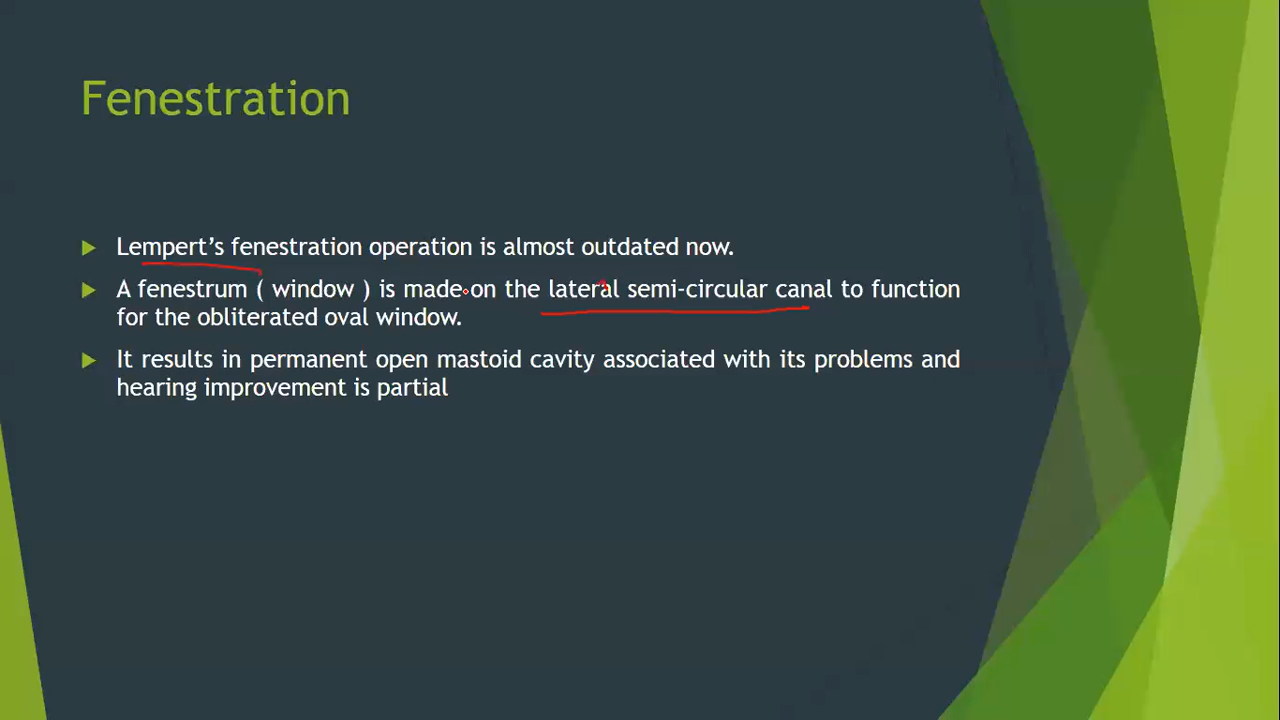 Fenestration
Lempert’s fenestration operation is almost outdated now.
A fenestrum ( window ) is made on the lateral semi-circular canal to function
for the obliterated oval window.
It results in permanent open mastoid cavity associated with its problems and
hearing improvement is partial